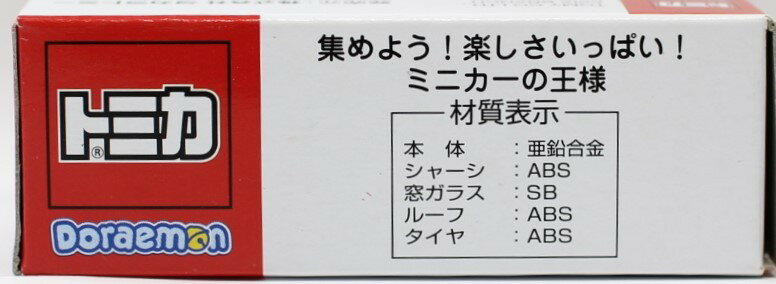 集めよう！楽しさいっぱい！
ミニカーの王様
トミカ®
Doraemon
材質表示
本　体　：亜鉛合金
シャーシ：ABS
窓ガラス：SB
ルーフ　：ABS
タイヤ　：ABS